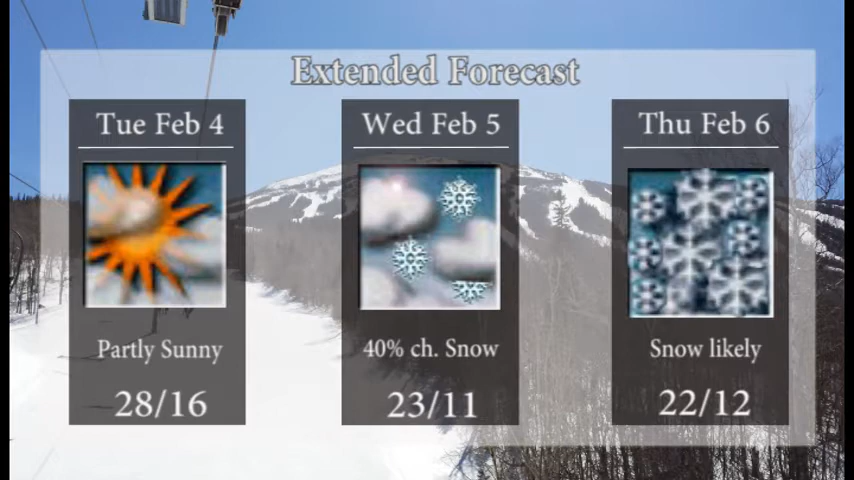 Extended Forecast
Tue Feb 4
Partly Sunny
28/16
Wed Feb 5
40% ch. Snow
23/11
Thu Feb 6
Snow likely
22/12